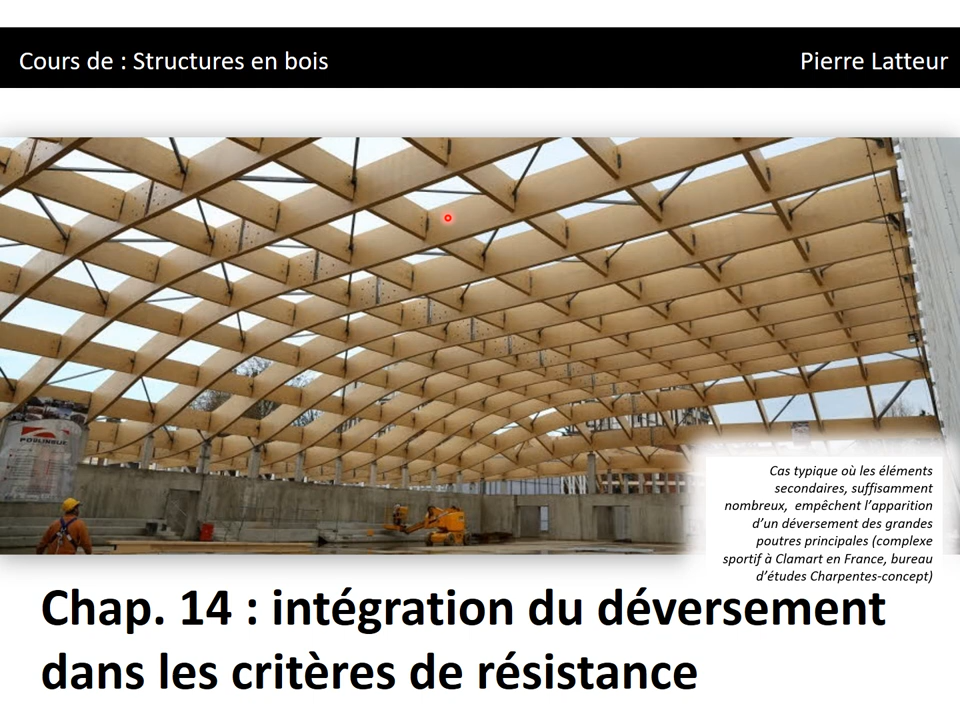 Cours de : Structures en bois
Pierre Latteur
Cas typique où les éléments
secondaires, suffisamment
nombreux, empêchent l'apparition
d'un déversement des grandes
poutres principales (complexe
sportif à Clamart en France, bureau
d'études Charpentes-concept)
Chap. 14 : intégration du déversement
dans les critères de résistance